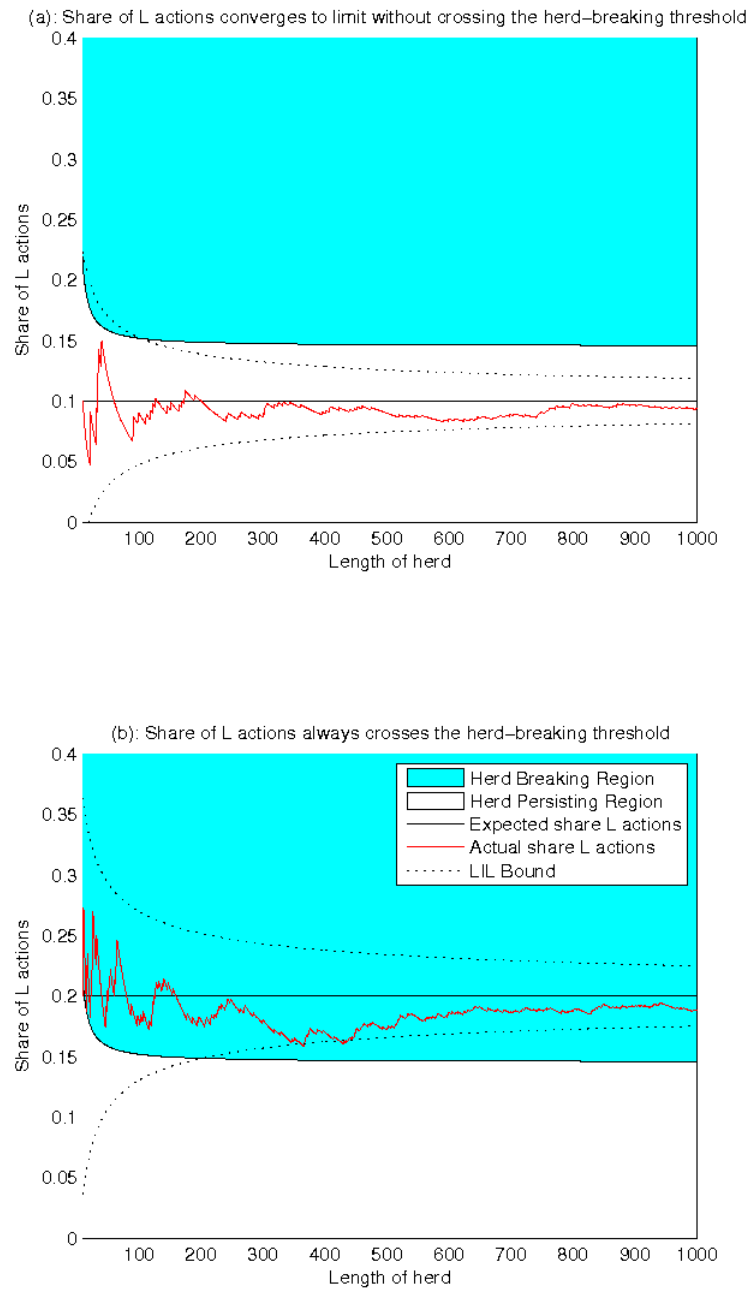 (a): Share of L actions converges to limit without crossing the herd−breaking threshold
0.4
0.35
0.3
0.25
0.2
0.15
0.1
0.05
0
Share of L actions
100 200 300 400 500 600 700 800 900 1000
Length of herd
(b): Share of L actions always crosses the herd−breaking threshold
0.4
0.35
0.3
0.25
0.2
0.15
0.1
0.05
0
Share of L actions
Herd Breaking Region
Herd Persisting Region
Expected share L actions
Actual share L actions
LIL Bound
100 200 300 400 500 600 700 800 900 1000
Length of herd